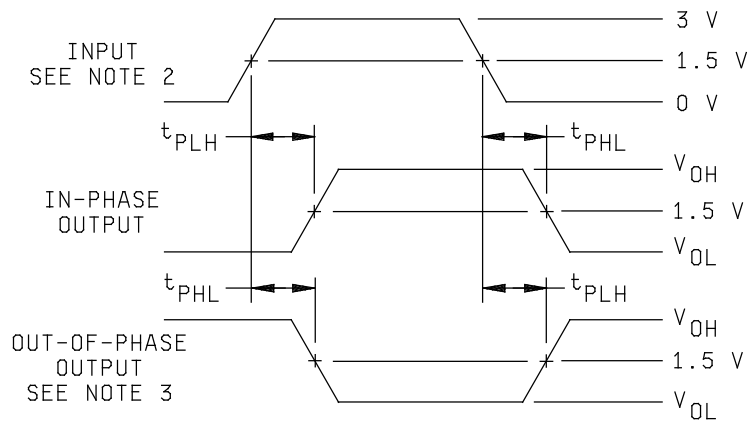 3 V
INPUT
SEE NOTE 2
1.5 V
0 V
tPLH
tPHL
VOH
IN-PHASE
OUTPUT
1.5 V
VOL
tPHL
tPLH
VOH
OUT-OF-PHASE
OUTPUT
SEE NOTE 3
1.5 V
VOL